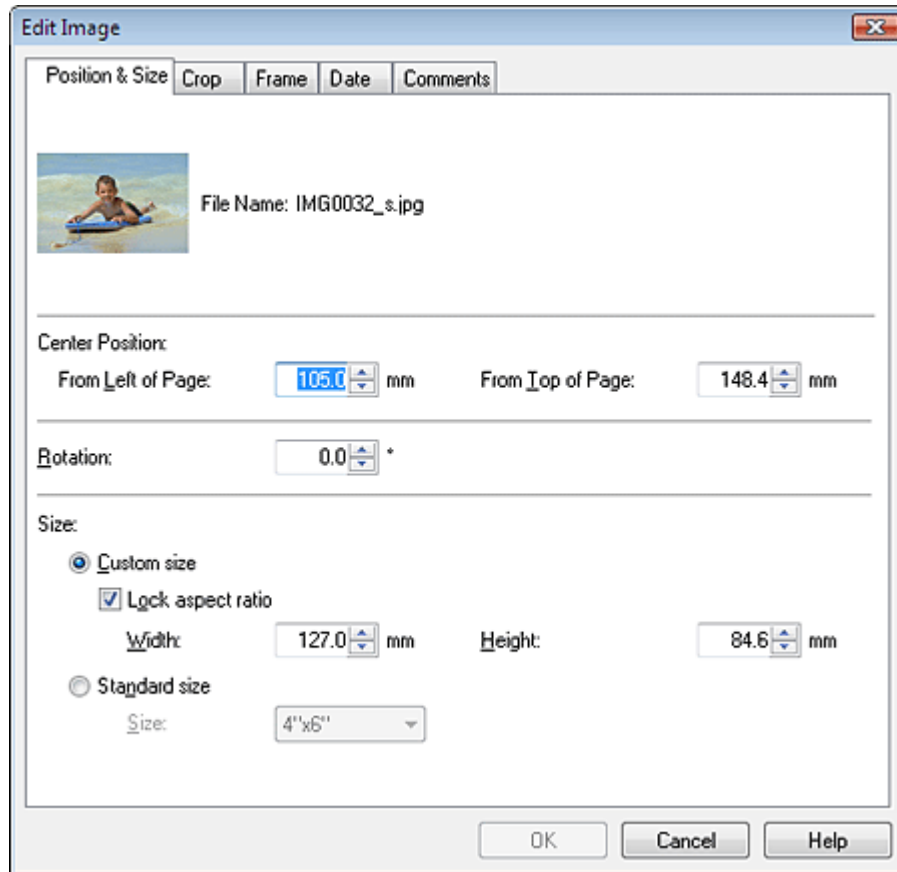 Edit Image
Position & Size Crop Frame Date Comments
File Name: IMG0032_s.jpg
Center Position:
From Left of Page: 105.0 mm From Top of Page: 148.4 mm
Rotation: 0.0 °
Size:
Custom size
Lock aspect ratio
Width: 127.0 mm Height: 84.6 mm
Standard size
Size: 4"x6"
OK Cancel Help